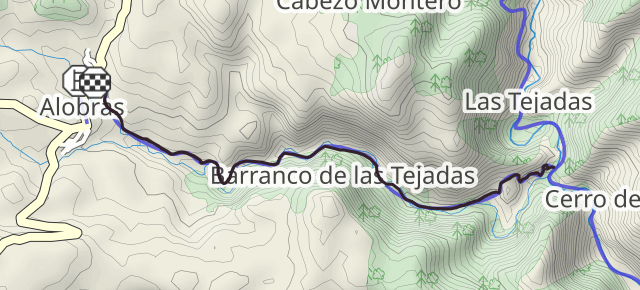 Cabezo Montero
Las Tejadas
Alobras
Barranco de las Tejadas
Cerro de